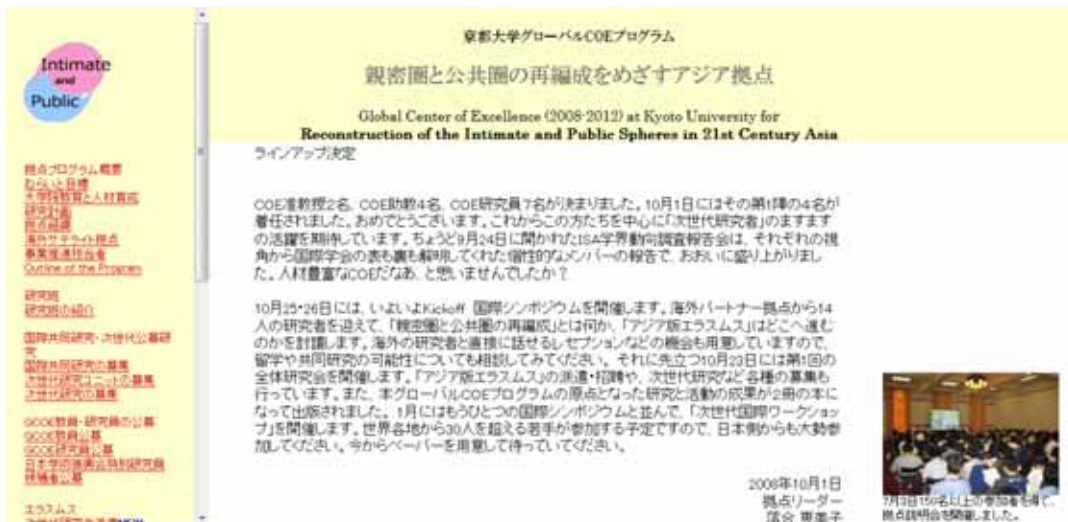 Intimate
and
Public
拠点プログラム概要
ねらいと目標
大学院教育と人材育成
研究計画
拠点組織
海外サテライト拠点
事業推進担当者
Outline of the Program
研究班
研究班の紹介
国際共同研究・次世代公募研
究
国際共同研究の募集
次世代研究ユニットの募集
次世代研究の募集
GCOE教員・研究員の公募
GCOE教員公募
GCOE研究員公募
日本学術振興会特別研究員
候補者公募
エラスムス
京都大学グローバルCOEプログラム
親密圏と公共圏の再編成をめざすアジア拠点
Global Center of Excellence (2008-2012) at Kyoto University for
Reconstruction of the Intimate and Public Spheres in 21st Century Asia
ラインアップ決定
COE准教授2名、COE助教4名、COE研究員7名が決まりました。10月1日にはその第1陣の4名が
着任されました。おめでとうございます。これからこの方たちを中心に「次世代研究者」のますます
の活躍を期待しています。ちょうど9月24日に開かれたISA学界動向調査報告会は、それぞれの視
角から国際学会の表も裏も解明してくれた個性的なメンバーの報告で、おおいに盛り上がりまし
た。人材豊富なCOEだなあ、と思いませんでしたか？
10月25・26日には、いよいよKickoff 国際シンポジウムを開催します。海外パートナー拠点から14
人の研究者を迎えて、「親密圏と公共圏の再編成」とは何か、「アジア版エラスムス」はどこへ進む
のかを討議します。海外の研究者と直接に話せるレセプションなどの機会も用意していますので、
留学や共同研究の可能性についても相談してみてください。それに先立つ10月23日には第1回の
全体研究会を開催します。「アジア版エラスムス」の派遣・招聘や、次世代研究など各種の募集も
行っています。また、本グローバルCOEプログラムの原点となった研究と活動の成果が2冊の本に
なって出版されました。1月にはもうひとつの国際シンポジウムと並んで、「次世代国際ワークショッ
プ」を開催します。世界各地から30人を超える若手が参加する予定ですので、日本側からも大勢参
加してください。今からペーパーを用意して待っていてください。
2008年10月1日
拠点リーダー
落合 恵美子
7月3日150名以上の参加者を得て、
拠点説明会を開催しました。